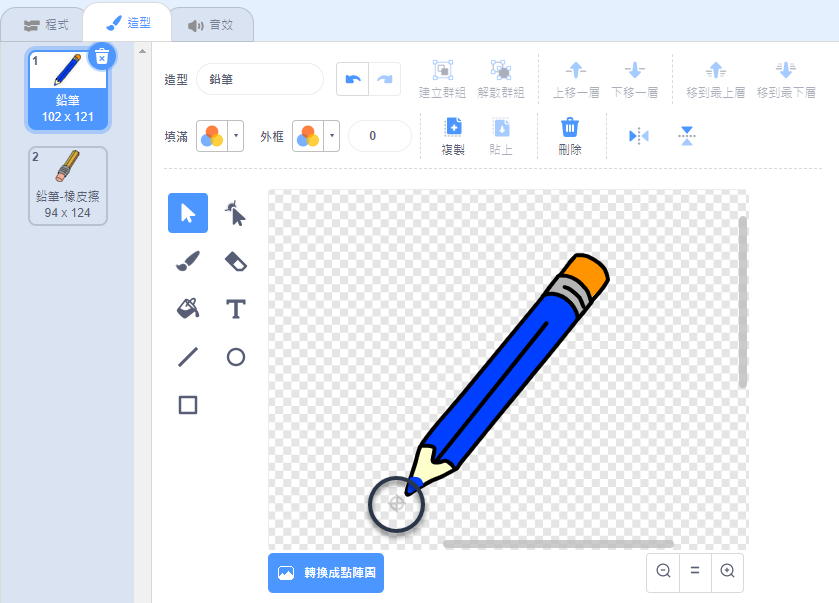 程式
造型
音效
1
鉛筆
102 x 121
2
鉛筆-橡皮擦
94 x 124
造型
鉛筆
建立群組
解散群組
上移一層
下移一層
移到最上層
移到最下層
填滿
外框
0
複製
貼上
刪除
T
轉換成點陣圖